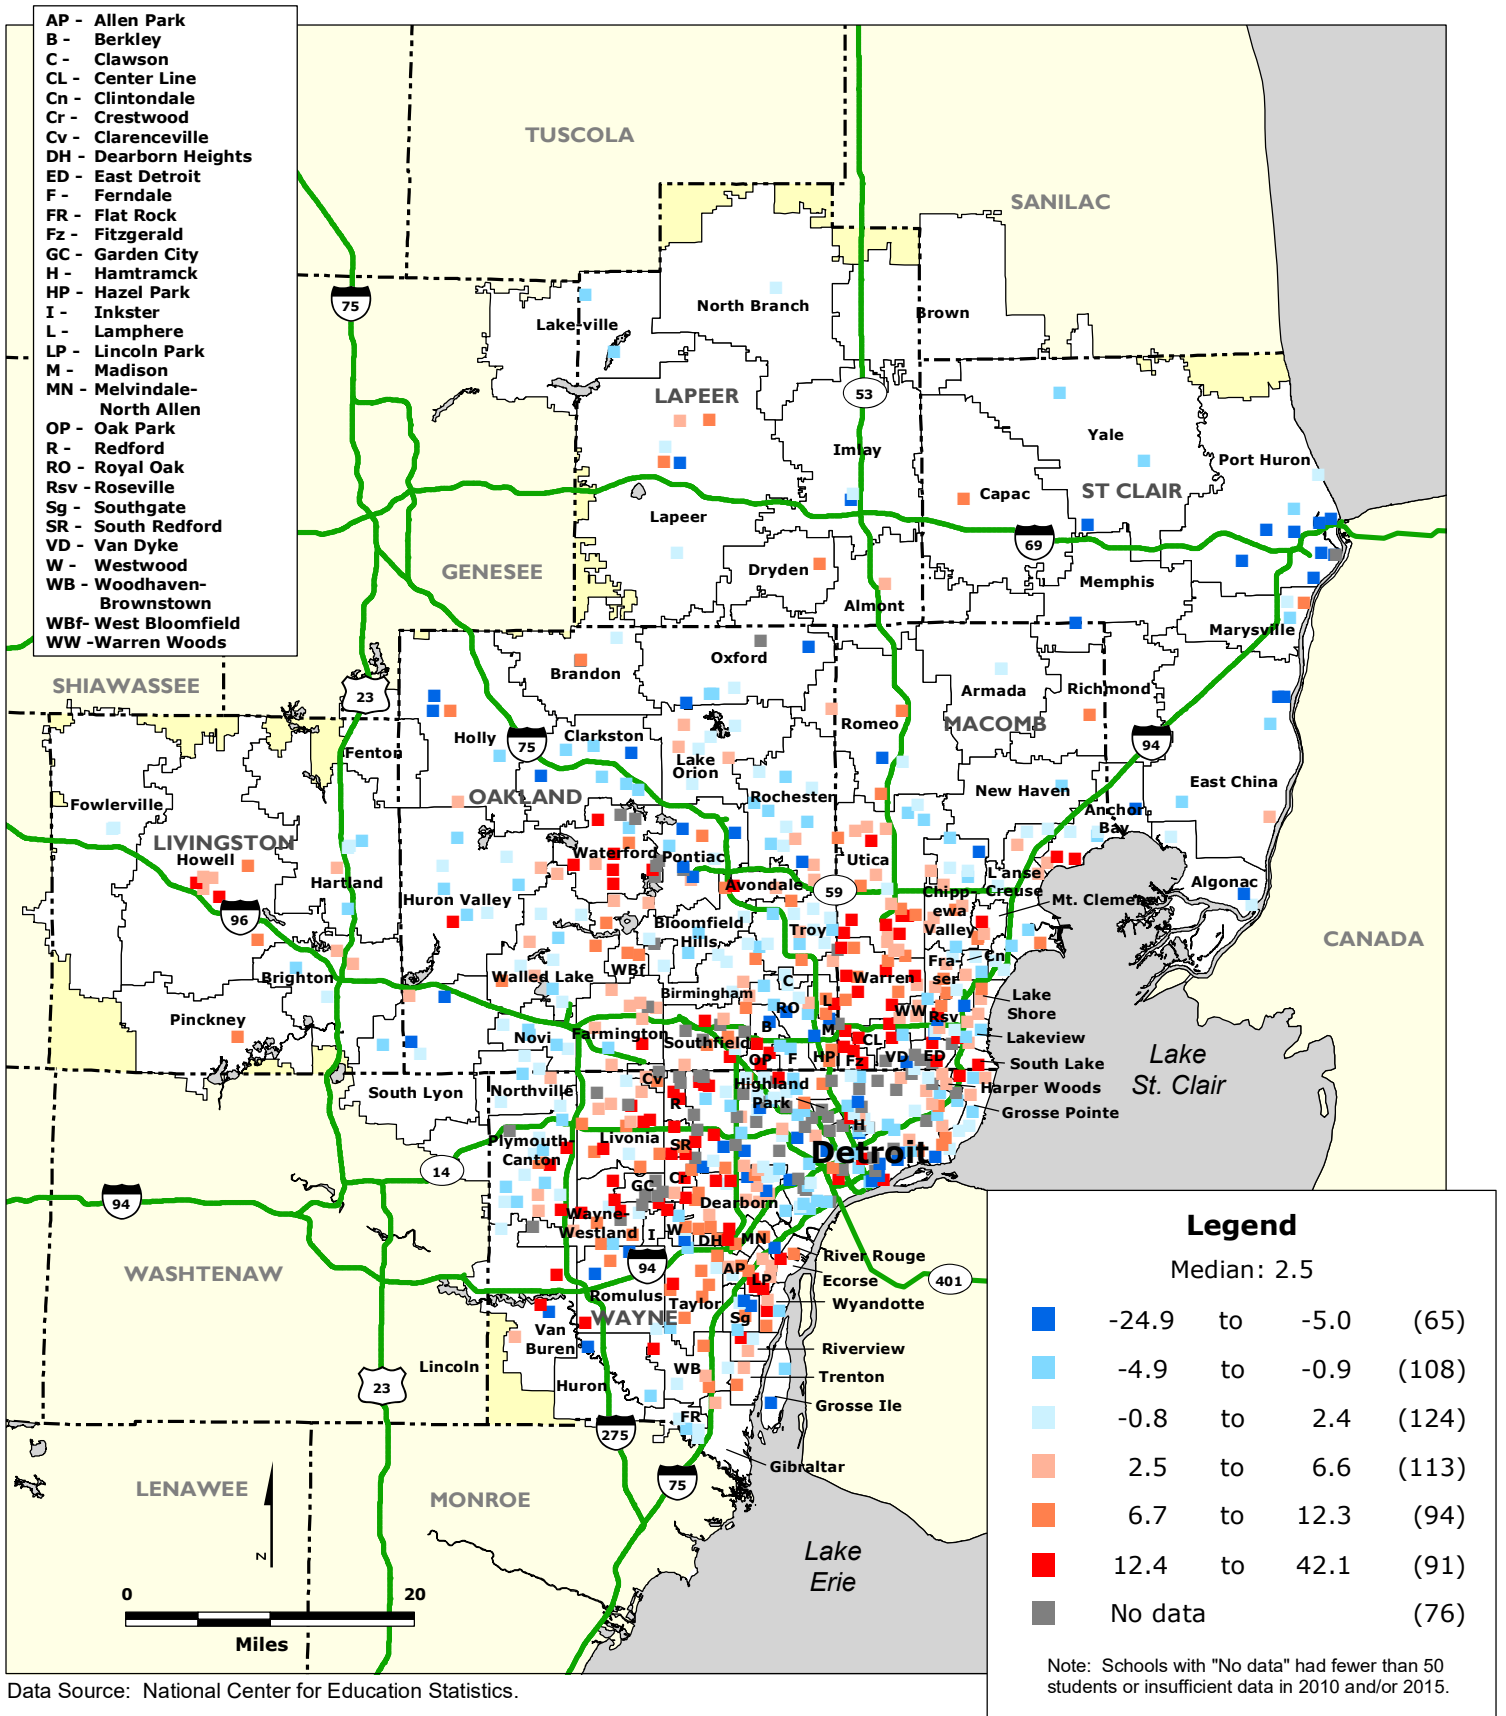 AP - Allen Park
B - Berkley
C - Clawson
CL - Center Line
Cn - Clintondale
Cr - Crestwood
Cv - Clarenceville
DH - Dearborn Heights
ED - East Detroit
F - Ferndale
FR - Flat Rock
Fz - Fitzgerald
GC - Garden City
H - Hamtramck
HP - Hazel Park
I - Inkster
L - Lamphere
LP - Lincoln Park
M - Madison
MN - Melvindale-
North Allen
OP - Oak Park
R - Redford
RO - Royal Oak
Rsv - Roseville
Sg - Southgate
SR - South Redford
VD - Van Dyke
W - Westwood
WB - Woodhaven-
Brownstown
WBf- West Bloomfield
WW -Warren Woods
TUSCOLA
SANILAC
75
North Branch
Brown
Lake-ville
LAPEER
53
Yale
Imlay
Port Huron
Capac
ST CLAIR
Lapeer
69
GENESEE
Dryden
Memphis
Almont
Marysville
Oxford
Brandon
SHIAWASSEE
23
Armada
Richmond
Romeo
MACOMB
Holly
75
Clarkston
94
Fenton
Lake
Orion
East China
OAKLAND
Rochester
New Haven
Fowlerville
Anchor
Bay
LIVINGSTON
Howell
Waterford
Pontiac
Utica
L'anse
Creuse
Hartland
Avondale
59
Algonac
Huron Valley
Chipp-
ewa
Valley
Mt. Clemens
96
Bloomfield
Hills
Troy
CANADA
Brighton
Walled Lake
WBf
Warren
Fra-
ser
Cn
C
Birmingham
Lake
Shore
Pinckney
RO
L
WW
Rsv
Novi
Farmington
Southfield
B
M
CL
Lakeview
OP
F
HP
Fz
VD
ED
South Lake
Lake
St. Clair
South Lyon
Northville
Cv
Highland
Park
Harper Woods
R
Grosse Pointe
H
Plymouth-
Canton
Livonia
SR
Detroit
14
Cr
94
GC
Dearborn
Wayne-
Westland
W
I
DH
MN
WASHTENAW
94
River Rouge
AP
Ecorse
401
LP
Romulus
Taylor
Wyandotte
WAYNE
Sg
Van
Buren
Riverview
Lincoln
WB
Trenton
23
Huron
Grosse Ile
FR
275
Gibraltar
75
LENAWEE
MONROE
Lake
Erie
N
0 20
Miles
Legend
Median: 2.5
-24.9 to -5.0 (65)
-4.9 to -0.9 (108)
-0.8 to 2.4 (124)
2.5 to 6.6 (113)
6.7 to 12.3 (94)
12.4 to 42.1 (91)
No data (76)
Note: Schools with "No data" had fewer than 50
students or insufficient data in 2010 and/or 2015.
Data Source: National Center for Education Statistics.